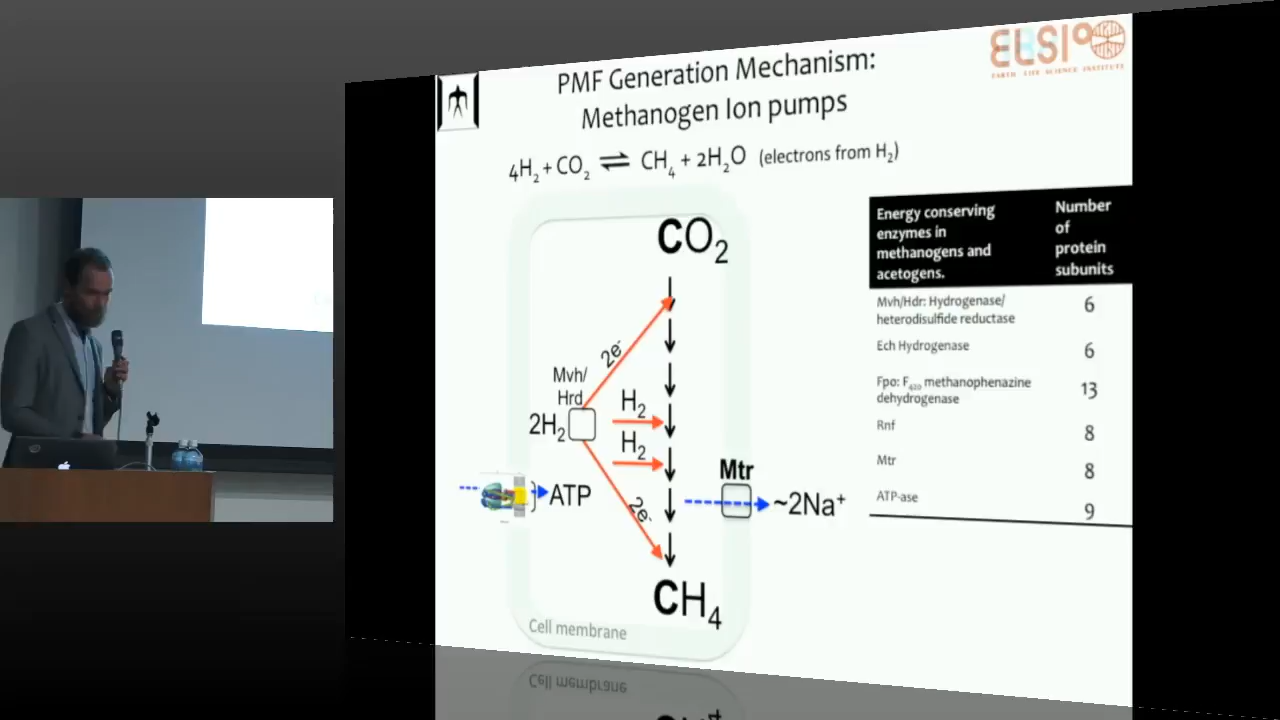 ELSI
EARTH LIFE SCIENCE INSTITUTE
PMF Generation Mechanism:
Methanogen Ion pumps
4H₂ + CO₂ ⇌ CH₄ + 2H₂O (electrons from H₂)
CO₂
2e⁻
Mvh/
Hrd
2H₂
H₂
H₂
ATP
2e⁻
Mtr
~2Na⁺
CH₄
Cell membrane
Energy conserving
enzymes in
methanogens and
acetogens.
Number
of
protein
subunits
Mvh/Hdr: Hydrogenase/
heterodisulfide reductase
6
Ech Hydrogenase
6
Fpo: F₄₂₀ methanophenazine
dehydrogenase
13
Rnf
8
Mtr
8
ATP-ase
9